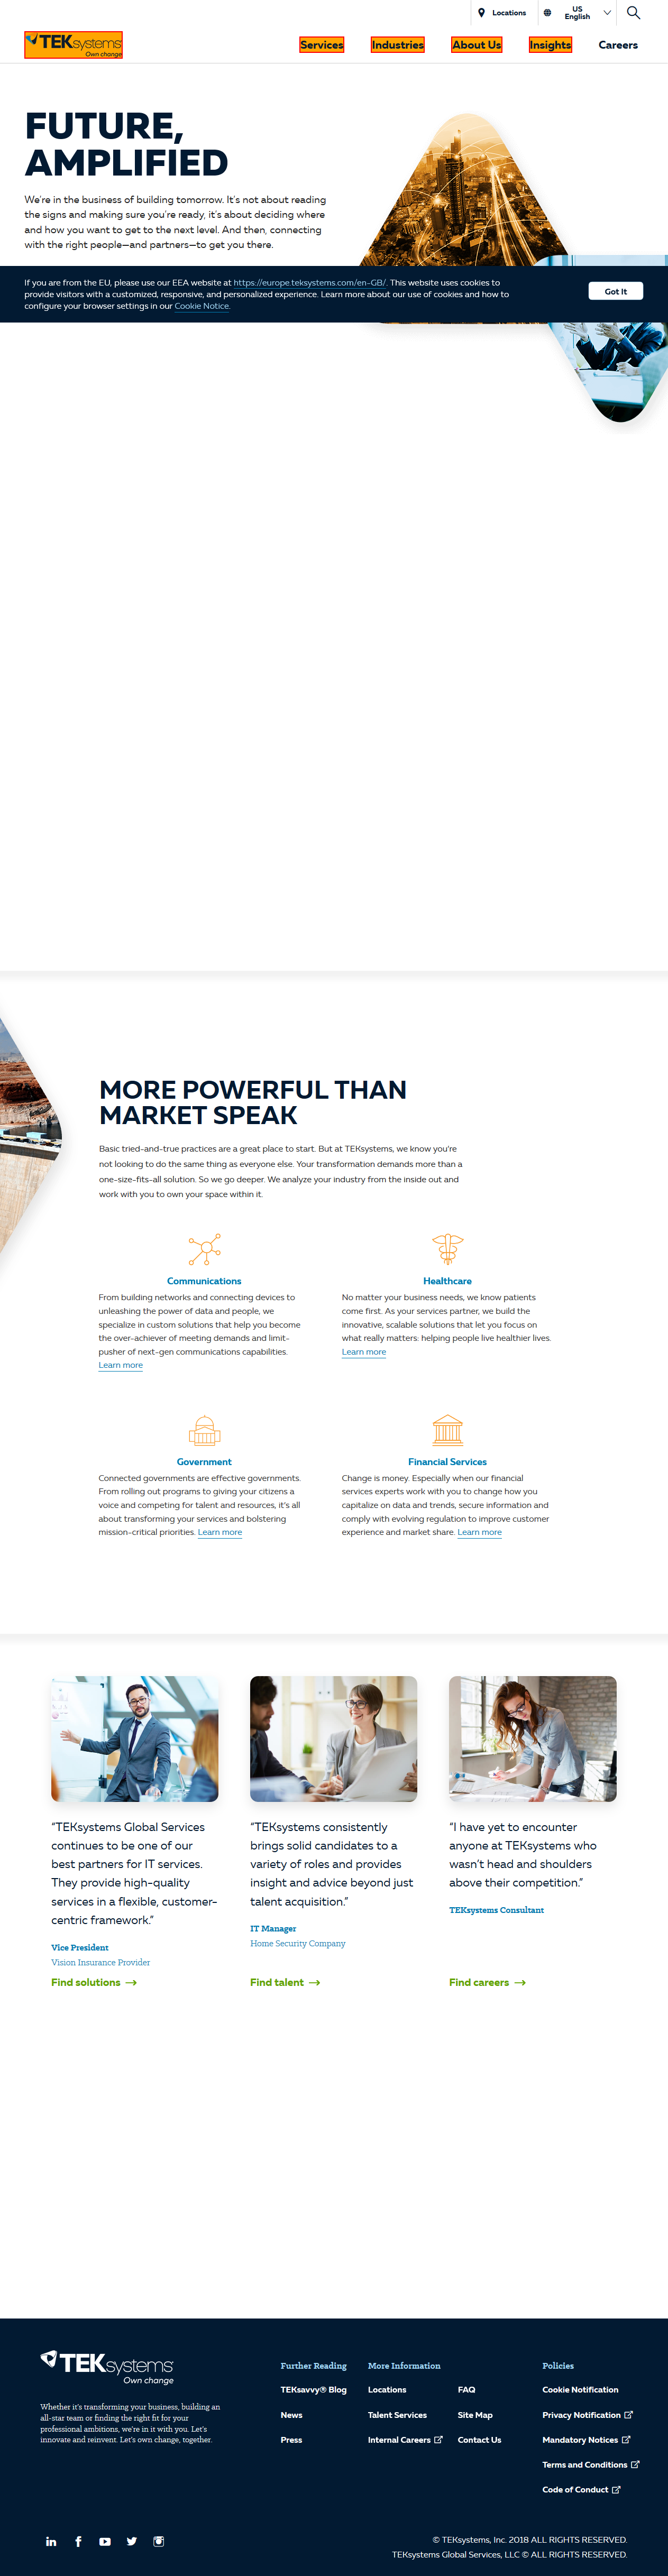 Locations
US
English
TEKsystems
Own change
Services
Industries
About Us
Insights
Careers
FUTURE,
AMPLIFIED
We're in the business of building tomorrow. It's not about reading
the signs and making sure you're ready, it's about deciding where
and how you want to get to the next level. And then, connecting
with the right people—and partners—to get you there.
If you are from the EU, please use our EEA website at https://europe.teksystems.com/en-GB/. This website uses cookies to
provide visitors with a customized, responsive, and personalized experience. Learn more about our use of cookies and how to
configure your browser settings in our Cookie Notice.
Got It
MORE POWERFUL THAN
MARKET SPEAK
Basic tried-and-true practices are a great place to start. But at TEKsystems, we know you're
not looking to do the same thing as everyone else. Your transformation demands more than a
one-size-fits-all solution. So we go deeper. We analyze your industry from the inside out and
work with you to own your space within it.
Communications
From building networks and connecting devices to
unleashing the power of data and people, we
specialize in custom solutions that help you become
the over-achiever of meeting demands and limit-
pusher of next-gen communications capabilities.
Learn more
Healthcare
No matter your business needs, we know patients
come first. As your services partner, we build the
innovative, scalable solutions that let you focus on
what really matters: helping people live healthier lives.
Learn more
Government
Connected governments are effective governments.
From rolling out programs to giving your citizens a
voice and competing for talent and resources, it's all
about transforming your services and bolstering
mission-critical priorities. Learn more
Financial Services
Change is money. Especially when our financial
services experts work with you to change how you
capitalize on data and trends, secure information and
comply with evolving regulation to improve customer
experience and market share. Learn more
“TEKsystems Global Services
continues to be one of our
best partners for IT services.
They provide high-quality
services in a flexible, customer-
centric framework.”
Vice President
Vision Insurance Provider
Find solutions
“TEKsystems consistently
brings solid candidates to a
variety of roles and provides
insight and advice beyond just
talent acquisition.”
IT Manager
Home Security Company
Find talent
“I have yet to encounter
anyone at TEKsystems who
wasn't head and shoulders
above their competition.”
TEKsystems Consultant
Find careers
TEKsystems
Own change
Whether it's transforming your business, building an
all-star team or finding the right fit for your
professional ambitions, we're in it with you. Let's
innovate and reinvent. Let's own change, together.
Further Reading
TEKsavvy® Blog
News
Press
More Information
Locations
Talent Services
Internal Careers
FAQ
Site Map
Contact Us
Policies
Cookie Notification
Privacy Notification
Mandatory Notices
Terms and Conditions
Code of Conduct
© TEKsystems, Inc. 2018 ALL RIGHTS RESERVED.
TEKsystems Global Services, LLC © ALL RIGHTS RESERVED.